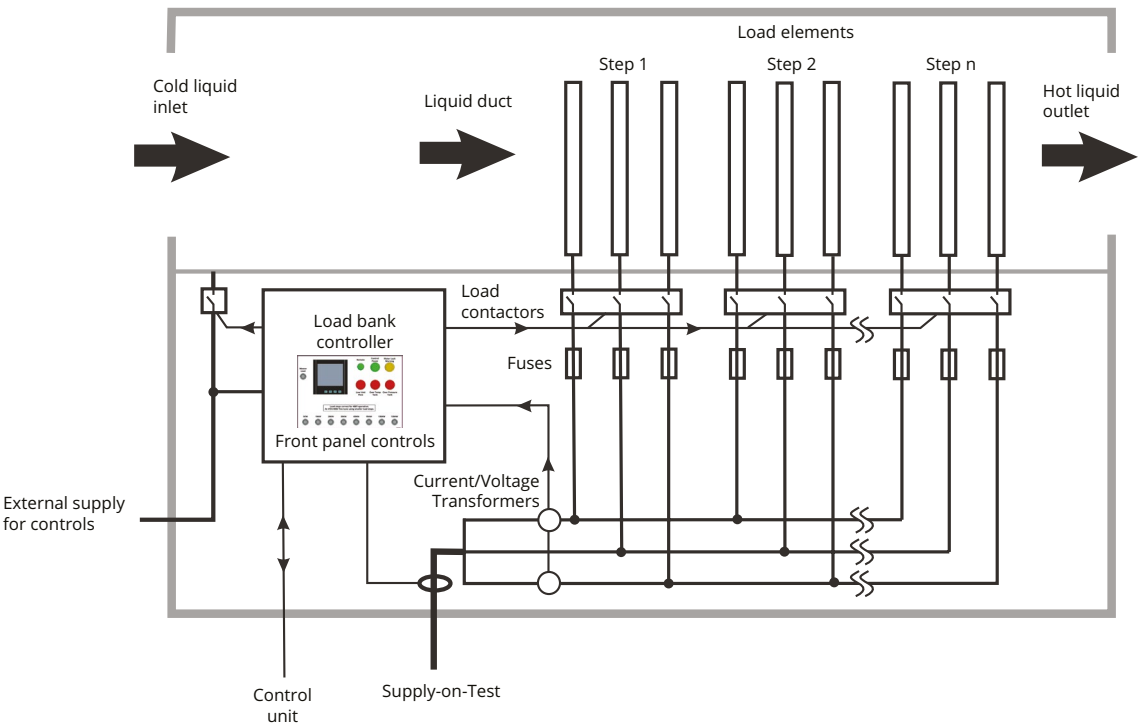 Load elements
Step 1
Step 2
Step n
Cold liquid
inlet
Liquid duct
Hot liquid
outlet
Load
contactors
Load bank
controller
Fuses
Front panel controls
Current/Voltage
Transformers
External supply
for controls
Control
unit
Supply-on-Test